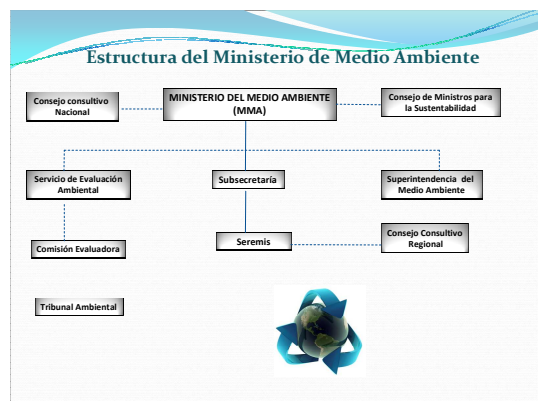 Estructura del Ministerio de Medio Ambiente
Consejo consultivo
Nacional
MINISTERIO DEL MEDIO AMBIENTE
(MMA)
Consejo de Ministros para
la Sustentabilidad
Servicio de Evaluación
Ambiental
Subsecretaría
Superintendencia del
Medio Ambiente
Comisión Evaluadora
Seremis
Consejo Consultivo
Regional
Tribunal Ambiental